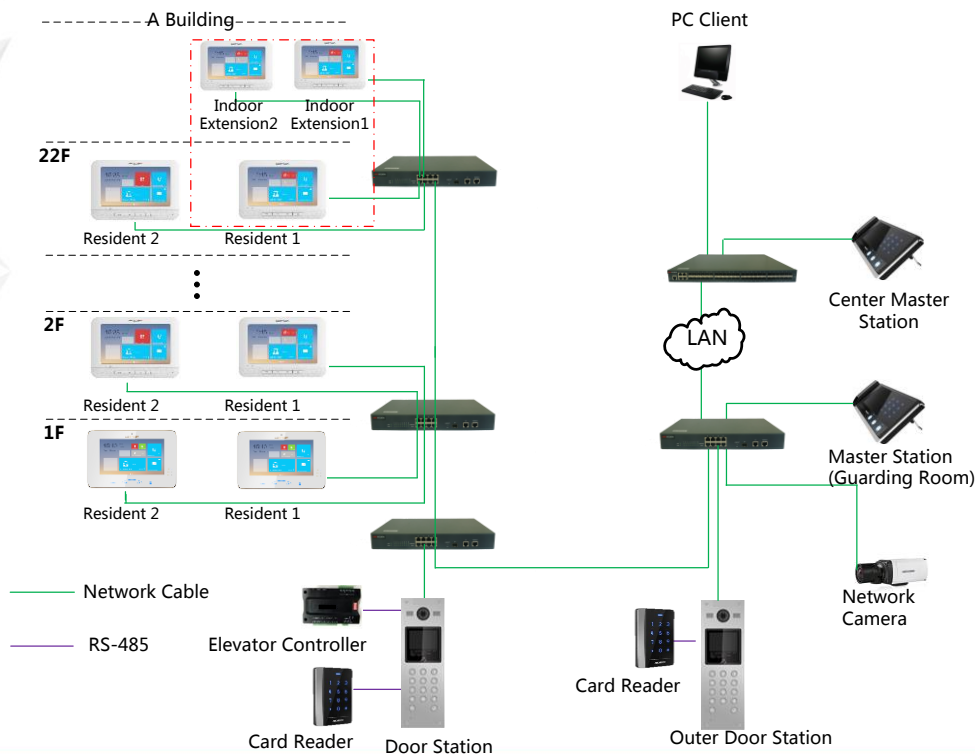 A Building
PC Client
Indoor
Extension2
Indoor
Extension1
22F
Resident 2
Resident 1
Center Master
Station
2F
LAN
Resident 2
Resident 1
1F
Master Station
(Guarding Room)
Resident 2
Resident 1
Network Cable
Network
Camera
RS-485
Elevator Controller
Card Reader
Card Reader
Door Station
Outer Door Station